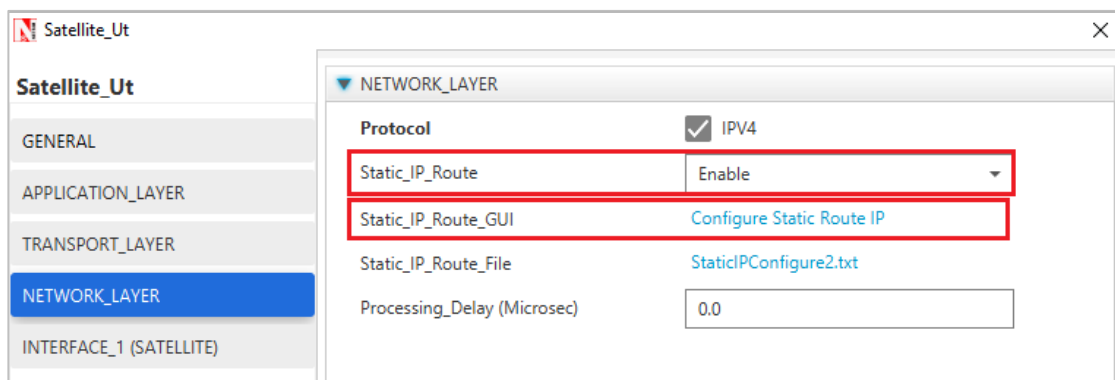 Satellite_Ut
Satellite_Ut
GENERAL
APPLICATION_LAYER
TRANSPORT_LAYER
NETWORK_LAYER
INTERFACE_1 (SATELLITE)
NETWORK_LAYER
Protocol IPV4
Static_IP_Route Enable
Static_IP_Route_GUI Configure Static Route IP
Static_IP_Route_File StaticIPConfigure2.txt
Processing_Delay (Microsec) 0.0